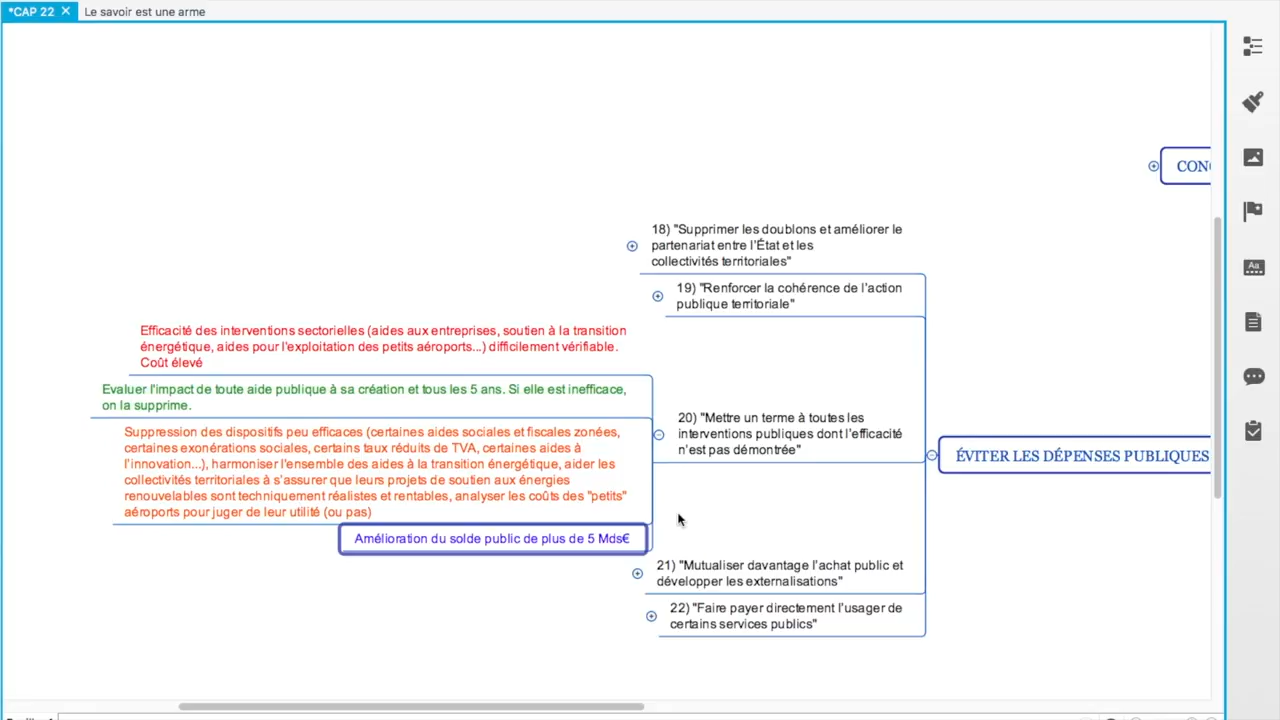 *CAP 22
Le savoir est une arme
CON
18) "Supprimer les doublons et améliorer le
partenariat entre l'État et les
collectivités territoriales"
19) "Renforcer la cohérence de l'action
publique territoriale"
Efficacité des interventions sectorielles (aides aux entreprises, soutien à la transition
énergétique, aides pour l'exploitation des petits aéroports...) difficilement vérifiable.
Coût élevé
Evaluer l'impact de toute aide publique à sa création et tous les 5 ans. Si elle est inefficace,
on la supprime.
Suppression des dispositifs peu efficaces (certaines aides sociales et fiscales zonées,
certaines exonérations sociales, certains taux réduits de TVA, certaines aides à
l'innovation...), harmoniser l'ensemble des aides à la transition énergétique, aider les
collectivités territoriales à s'assurer que leurs projets de soutien aux énergies
renouvelables sont techniquement réalistes et rentables, analyser les coûts des "petits"
aéroports pour juger de leur utilité (ou pas)
Amélioration du solde public de plus de 5 Mds€
20) "Mettre un terme à toutes les
interventions publiques dont l'efficacité
n'est pas démontrée"
ÉVITER LES DÉPENSES PUBLIQUES
21) "Mutualiser davantage l'achat public et
développer les externalisations"
22) "Faire payer directement l'usager de
certains services publics"